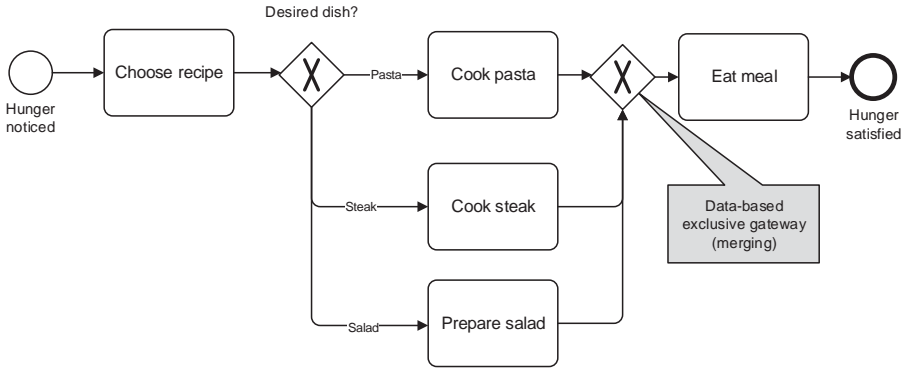 Desired dish?
Choose recipe
Pasta
Cook pasta
Eat meal
Hunger
noticed
Hunger
satisfied
Steak
Cook steak
Data-based
exclusive gateway
(merging)
Salad
Prepare salad